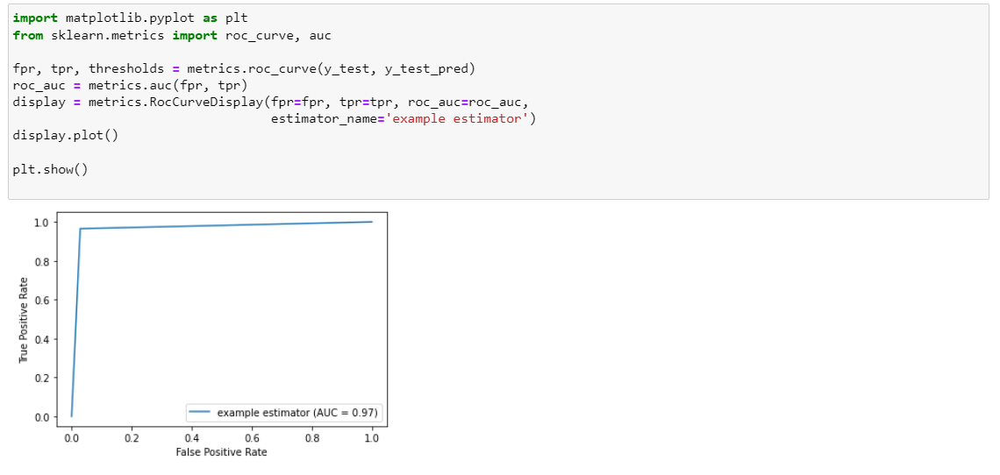 import matplotlib.pyplot as plt
from sklearn.metrics import roc_curve, auc
fpr, tpr, thresholds = metrics.roc_curve(y_test, y_test_pred)
roc_auc = metrics.auc(fpr, tpr)
display = metrics.RocCurveDisplay(fpr=fpr, tpr=tpr, roc_auc=roc_auc,
estimator_name='example estimator')
display.plot()
plt.show()
1.0
0.8
0.6
0.4
0.2
0.0
True Positive Rate
example estimator (AUC = 0.97)
0.0 0.2 0.4 0.6 0.8 1.0
False Positive Rate